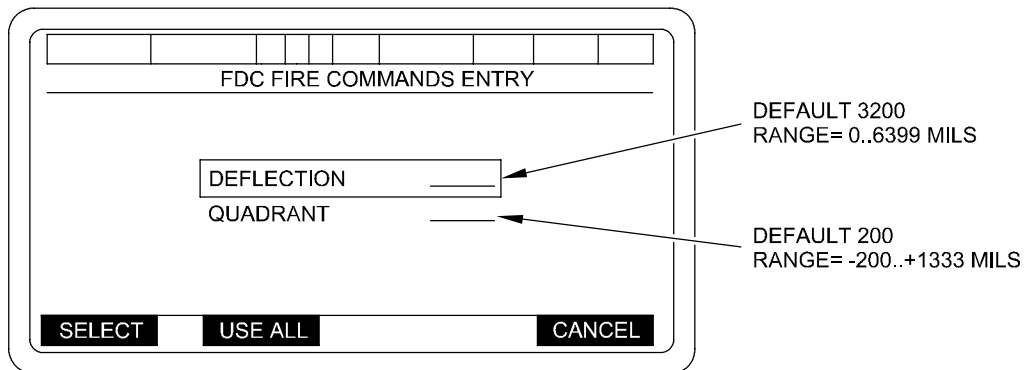 FDC FIRE COMMANDS ENTRY
DEFAULT 3200
RANGE= 0..6399 MILS
DEFLECTION
QUADRANT
DEFAULT 200
RANGE= -200..+1333 MILS
SELECT USE ALL CANCEL